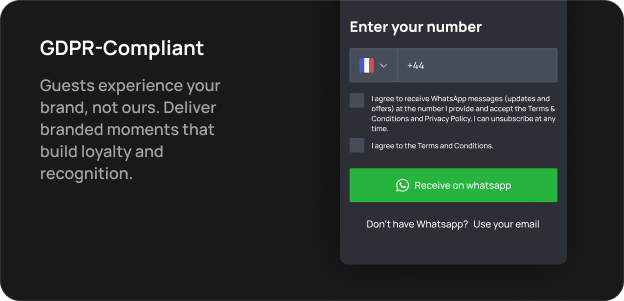 GDPR-Compliant
Guests experience your
brand, not ours. Deliver
branded moments that
build loyalty and
recognition.
Enter your number
+44
I agree to receive WhatsApp messages (updates and
offers) at the number I provide and accept the Terms &
Conditions and Privacy Policy. I can unsubscribe at any
time.
I agree to the Terms and Conditions.
Receive on whatsapp
Don't have Whatsapp? Use your email